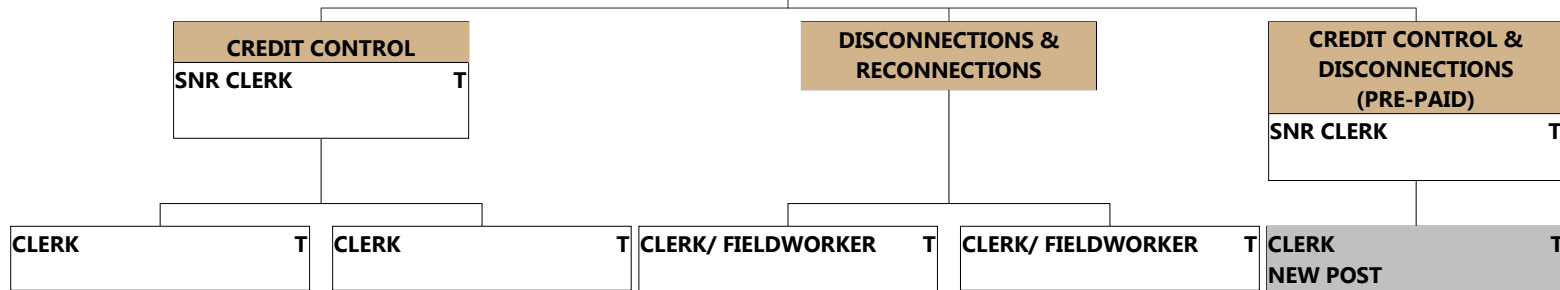 CREDIT CONTROL
SNR CLERK T
DISCONNECTIONS &
RECONNECTIONS
CREDIT CONTROL &
DISCONNECTIONS
(PRE-PAID)
SNR CLERK T
CLERK T
CLERK T
CLERK/ FIELDWORKER T
CLERK/ FIELDWORKER T
CLERK T
NEW POST